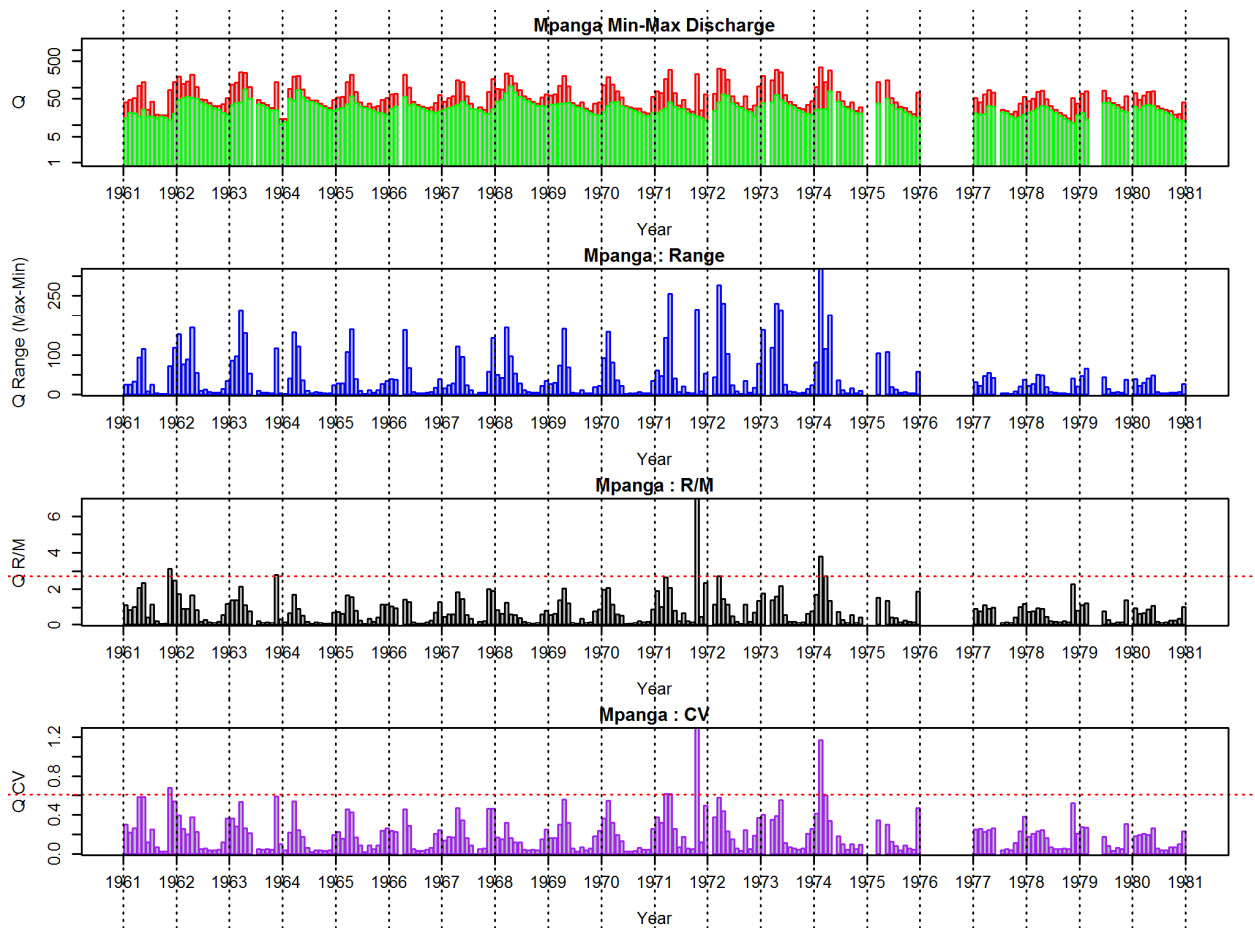 Mpanga Min-Max Discharge
Q
500
50
5
1
1961 1962 1963 1964 1965 1966 1967 1968 1969 1970 1971 1972 1973 1974 1975 1976 1977 1978 1979 1980 1981
Year
Mpanga : Range
Q Range (Max-Min)
250
100
0
1961 1962 1963 1964 1965 1966 1967 1968 1969 1970 1971 1972 1973 1974 1975 1976 1977 1978 1979 1980 1981
Year
Mpanga : R/M
Q R/M
6
4
2
0
1961 1962 1963 1964 1965 1966 1967 1968 1969 1970 1971 1972 1973 1974 1975 1976 1977 1978 1979 1980 1981
Year
Mpanga : CV
Q CV
1.2
0.8
0.4
0.0
1961 1962 1963 1964 1965 1966 1967 1968 1969 1970 1971 1972 1973 1974 1975 1976 1977 1978 1979 1980 1981
Year